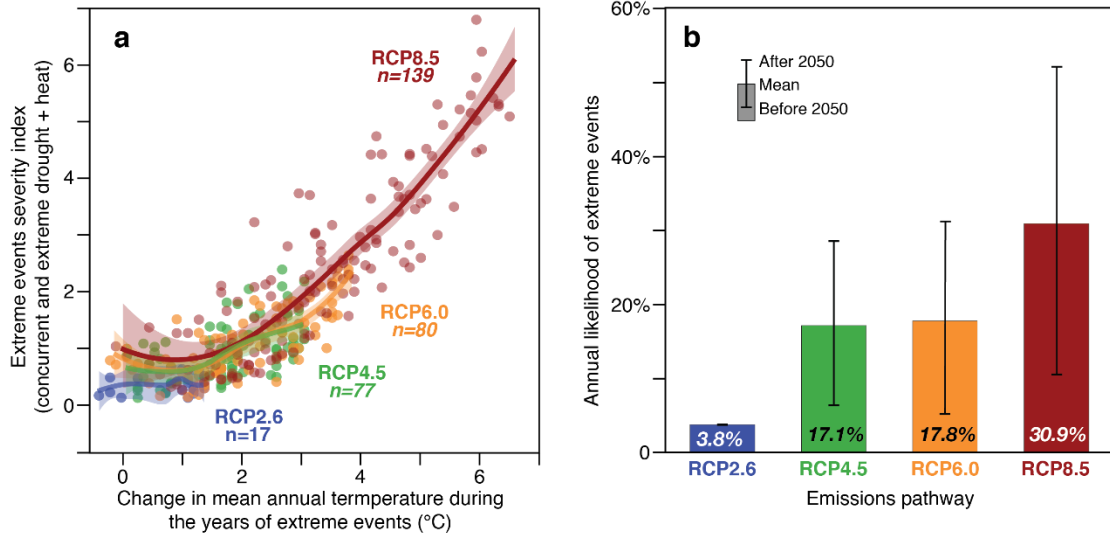 a
RCP8.5
n=139
RCP6.0
n=80
RCP4.5
n=77
RCP2.6
n=17
Extreme events severity index
(concurrent and extreme drought + heat)
6
4
2
0
0
2
4
6
Change in mean annual termperature during
the years of extreme events (°C)
b
After 2050
Mean
Before 2050
Annual likelihood of extreme events
60%
40%
20%
0
3.8%
17.1%
17.8%
30.9%
RCP2.6
RCP4.5
RCP6.0
RCP8.5
Emissions pathway